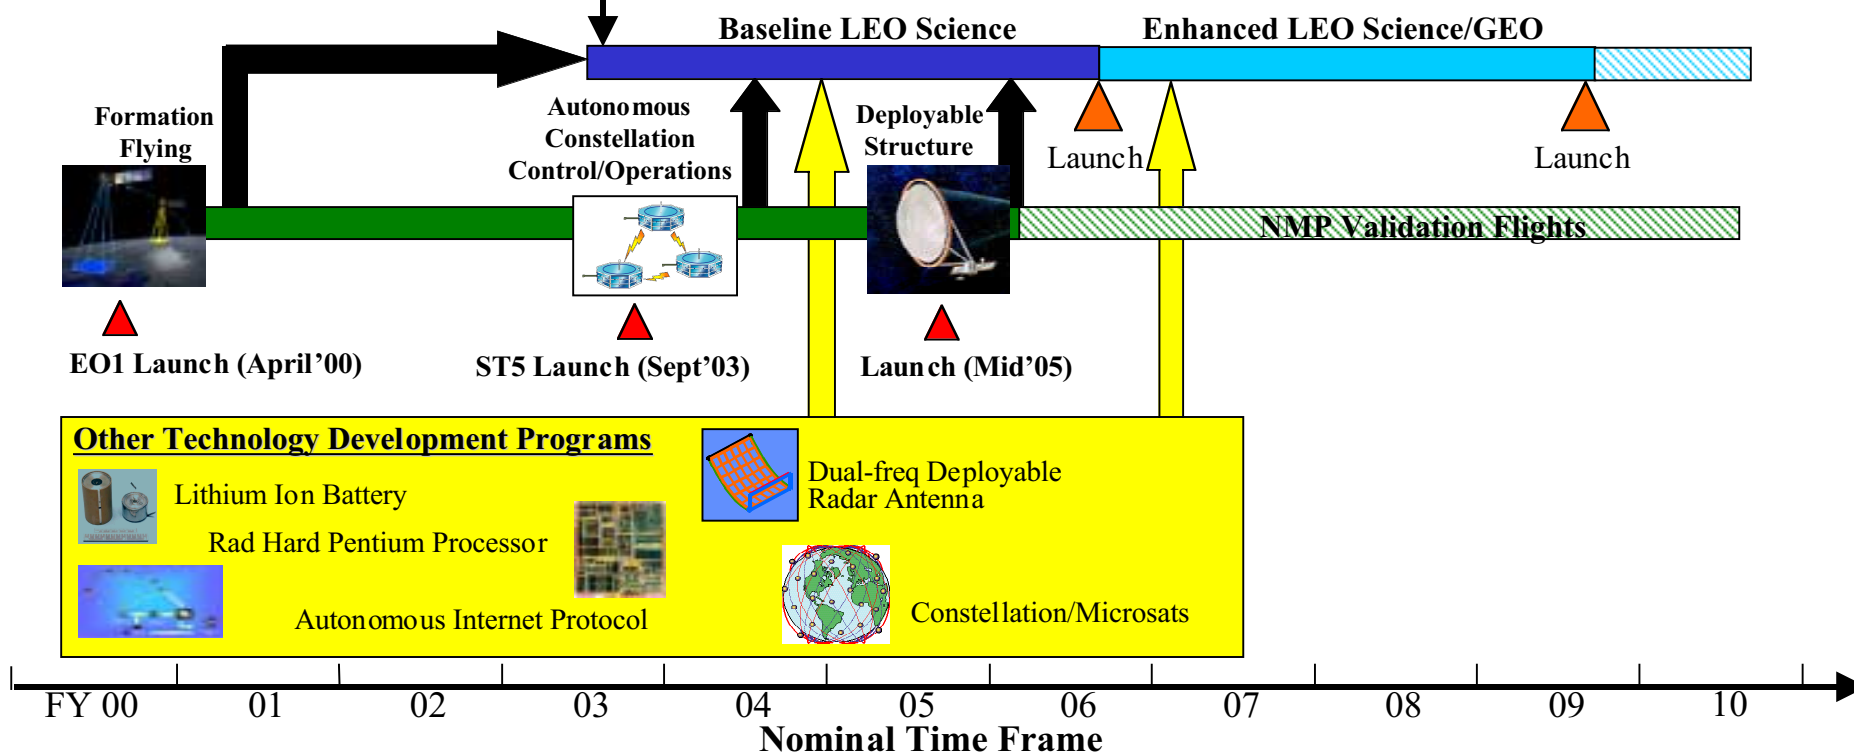 Baseline LEO Science
Enhanced LEO Science/GEO
Formation
Flying
Autonomous
Constellation
Control/Operations
Deployable
Structure
Launch
Launch
NMP Validation Flights
EO1 Launch (April’00)
ST5 Launch (Sept’03)
Launch (Mid’05)
Other Technology Development Programs
Lithium Ion Battery
Rad Hard Pentium Processor
Autonomous Internet Protocol
Dual-freq Deployable
Radar Antenna
Constellation/Microsats
FY 00 01 02 03 04 05 06 07 08 09 10
Nominal Time Frame